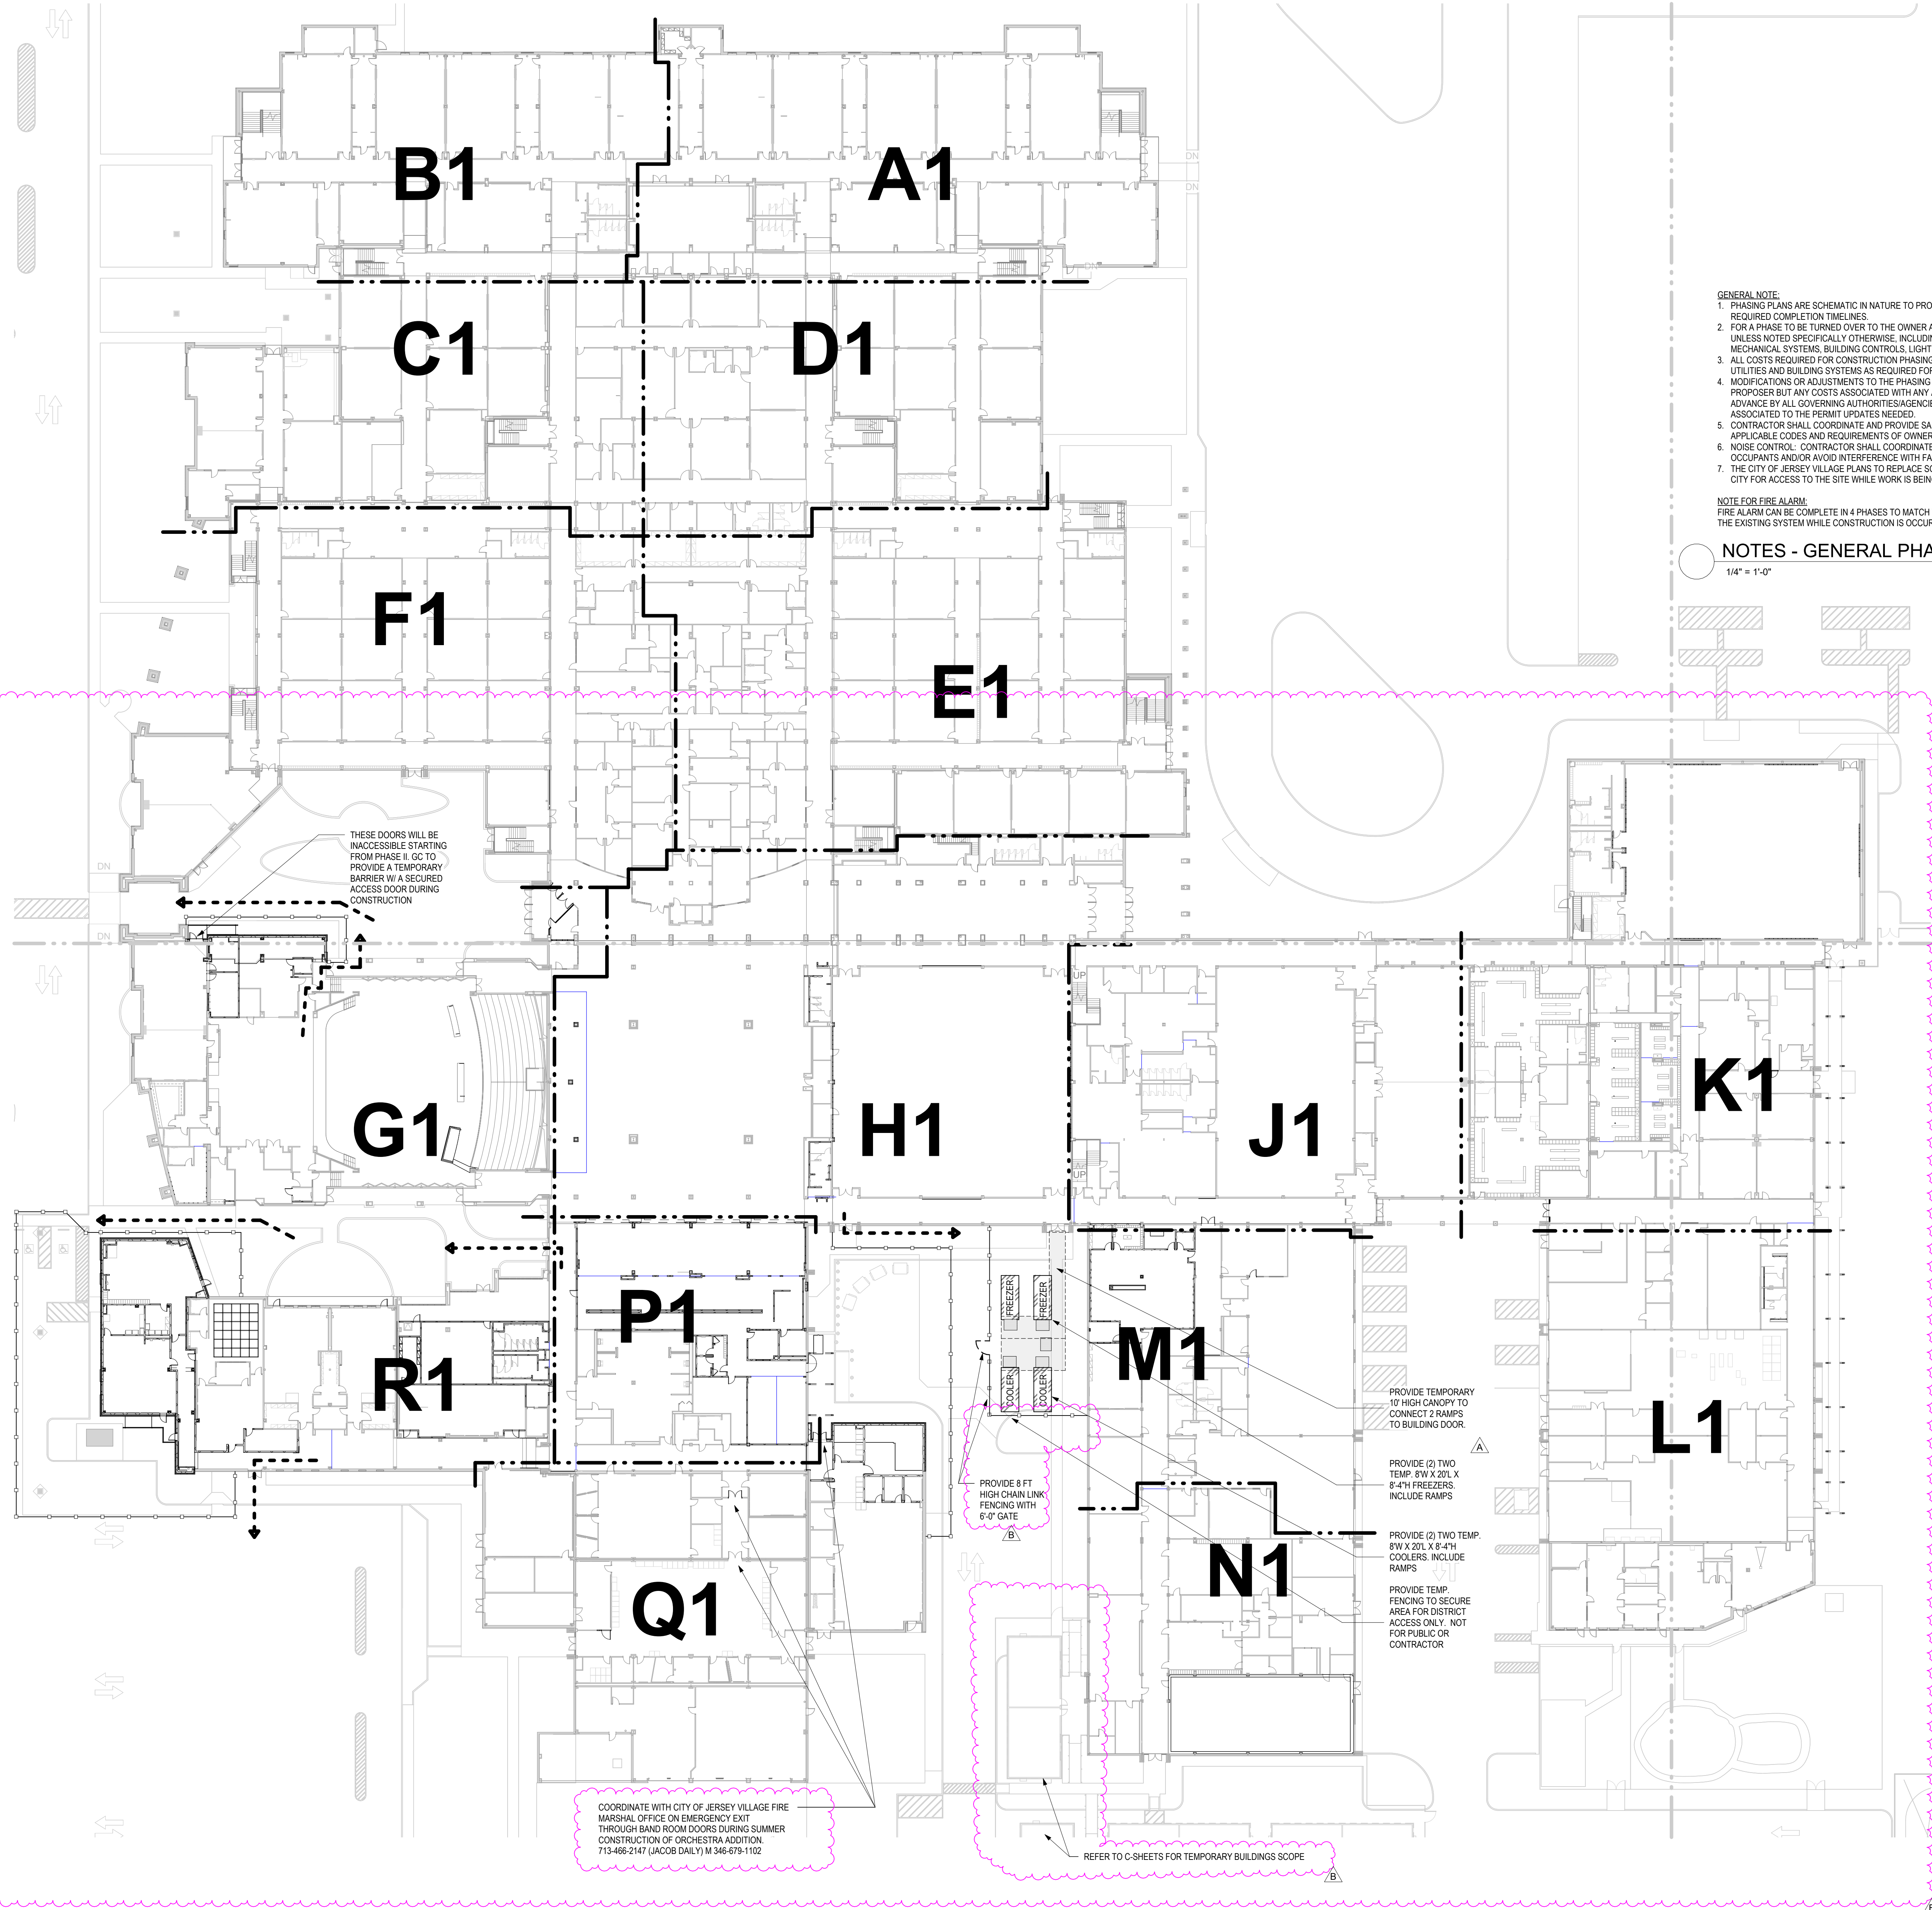 B1
A1
DN
DN
C1
D1
GENERAL NOTE:
1. PHASING PLANS ARE SCHEMATIC IN NATURE TO PRO
REQUIRED COMPLETION TIMELINES.
2. FOR A PHASE TO BE TURNED OVER TO THE OWNER A
UNLESS NOTED SPECIFICALLY OTHERWISE, INCLUDIN
MECHANICAL SYSTEMS, BUILDING CONTROLS, LIGHT
3. ALL COSTS REQUIRED FOR CONSTRUCTION PHASING
UTILITIES AND BUILDING SYSTEMS AS REQUIRED FOR
4. MODIFICATIONS OR ADJUSTMENTS TO THE PHASING
PROPOSER BUT ANY COSTS ASSOCIATED WITH ANY
ADVANCE BY ALL GOVERNING AUTHORITIES/AGENCIE
ASSOCIATED TO THE PERMIT UPDATES NEEDED.
5. CONTRACTOR SHALL COORDINATE AND PROVIDE SA
APPLICABLE CODES AND REQUIREMENTS OF OWNER
6. NOISE CONTROL: CONTRACTOR SHALL COORDINATE
OCCUPANTS AND/OR AVOID INTERFERENCE WITH FA
7. THE CITY OF JERSEY VILLAGE PLANS TO REPLACE SO
CITY FOR ACCESS TO THE SITE WHILE WORK IS BEIN
NOTE FOR FIRE ALARM:
FIRE ALARM CAN BE COMPLETE IN 4 PHASES TO MATCH
THE EXISTING SYSTEM WHILE CONSTRUCTION IS OCCUR
NOTES - GENERAL PHA
1/4" = 1'-0"
F1
E1
THESE DOORS WILL BE
INACCESSIBLE STARTING
FROM PHASE II. GC TO
PROVIDE A TEMPORARY
BARRIER W/ A SECURED
ACCESS DOOR DURING
CONSTRUCTION
DN
DN
UP
UP
G1
H1
J1
K1
FREEZER
FREEZER
COOLER
COOLER
P1
R1
M1
L1
PROVIDE TEMPORARY
10' HIGH CANOPY TO
CONNECT 2 RAMPS
TO BUILDING DOOR.
A
PROVIDE (2) TWO
TEMP. 8'W X 20'L X
8'-4"H FREEZERS.
INCLUDE RAMPS
PROVIDE 8 FT
HIGH CHAIN LINK
FENCING WITH
6'-0" GATE
B
PROVIDE (2) TWO TEMP.
8'W X 20'L X 8'-4"H
COOLERS. INCLUDE
RAMPS
PROVIDE TEMP.
FENCING TO SECURE
AREA FOR DISTRICT
ACCESS ONLY. NOT
FOR PUBLIC OR
CONTRACTOR
N1
Q1
COORDINATE WITH CITY OF JERSEY VILLAGE FIRE
MARSHAL OFFICE ON EMERGENCY EXIT
THROUGH BAND ROOM DOORS DURING SUMMER
CONSTRUCTION OF ORCHESTRA ADDITION.
713-466-2147 (JACOB DAILY) M 346-679-1102
REFER TO C-SHEETS FOR TEMPORARY BUILDINGS SCOPE
B